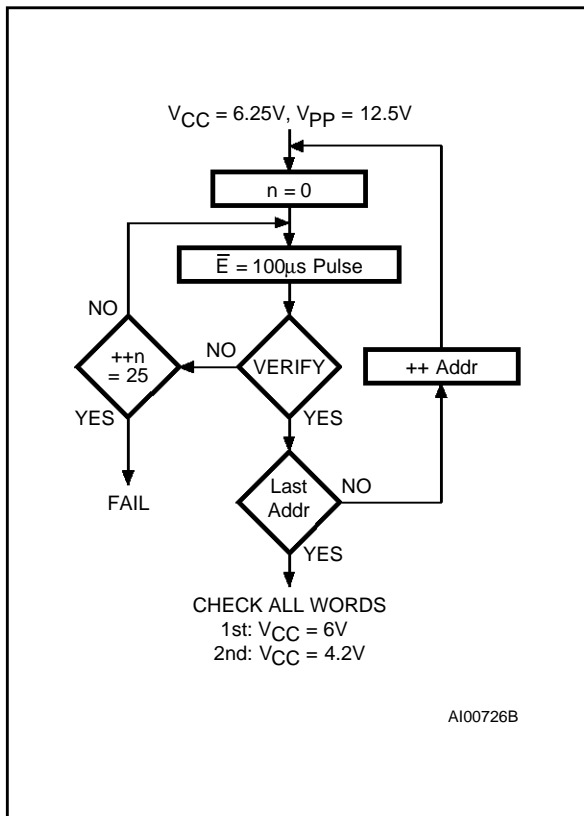 VCC = 6.25V, VPP = 12.5V
n = 0
E̅ = 100μs Pulse
NO
++n
= 25
NO
VERIFY
++ Addr
YES
YES
FAIL
Last
Addr
NO
YES
CHECK ALL WORDS
1st: VCC = 6V
2nd: VCC = 4.2V
AI00726B